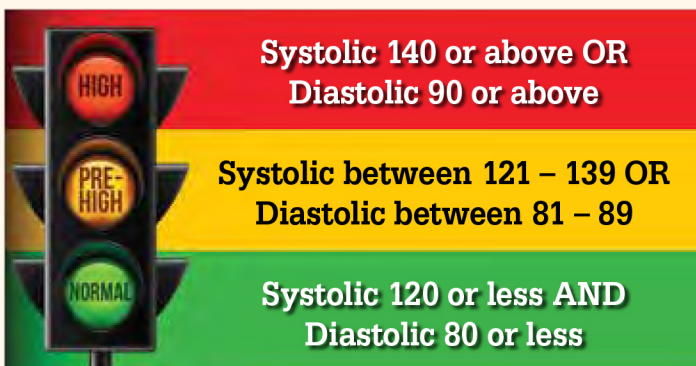 HIGH
Systolic 140 or above OR
Diastolic 90 or above
PRE-
HIGH
Systolic between 121 – 139 OR
Diastolic between 81 – 89
NORMAL
Systolic 120 or less AND
Diastolic 80 or less